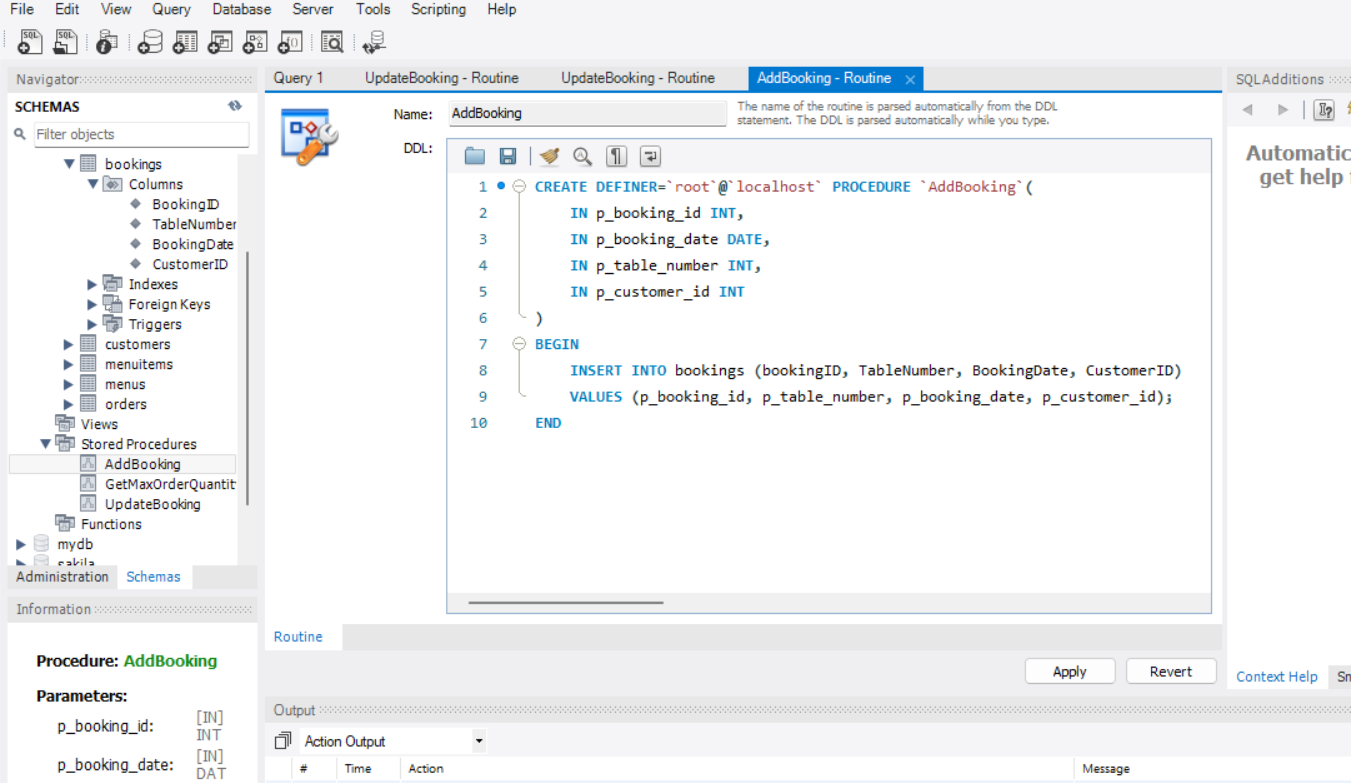 File Edit View Query Database Server Tools Scripting Help
SQL SQL
Navigator
SCHEMAS
Filter objects
bookings
Columns
BookingID
TableNumber
BookingDate
CustomerID
Indexes
Foreign Keys
Triggers
customers
menuitems
menus
orders
Views
Stored Procedures
AddBooking
GetMaxOrderQuantit
UpdateBooking
Functions
mydb
sakila
Administration Schemas
Information
Procedure: AddBooking
Parameters:
p_booking_id: [IN]
INT
p_booking_date: [IN]
DAT
Query 1 UpdateBooking - Routine UpdateBooking - Routine AddBooking - Routine
Name: AddBooking
The name of the routine is parsed automatically from the DDL
statement. The DDL is parsed automatically while you type.
DDL:
1 CREATE DEFINER=`root`@`localhost` PROCEDURE `AddBooking`(
2 IN p_booking_id INT,
3 IN p_booking_date DATE,
4 IN p_table_number INT,
5 IN p_customer_id INT
6 )
7 BEGIN
8 INSERT INTO bookings (bookingID, TableNumber, BookingDate, CustomerID)
9 VALUES (p_booking_id, p_table_number, p_booking_date, p_customer_id);
10 END
Routine
Apply Revert
Output
Action Output
# Time Action Message
SQLAdditions
Automatic
get help
Context Help Sn